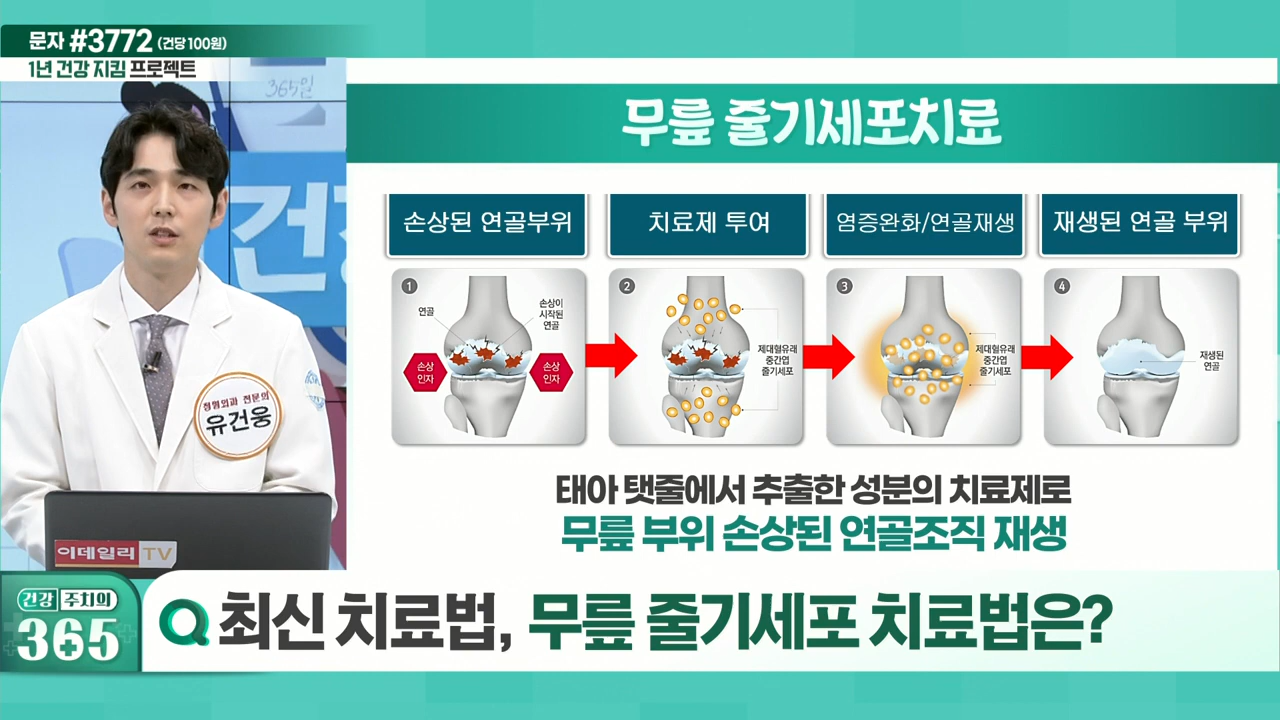 문자 #3772 (건당 100원)
1년 건강 지킴 프로젝트
365일
건강
무릎 줄기세포치료
손상된 연골부위
치료제 투여
염증완화/연골재생
재생된 연골 부위
1
연골
손상이
시작된
연골
손상
인자
손상
인자
2
제대혈유래
중간엽
줄기세포
3
제대혈유래
중간엽
줄기세포
4
재생된
연골
태아 탯줄에서 추출한 성분의 치료제로
무릎 부위 손상된 연골조직 재생
정형외과 전문의
유건웅
이데일리 TV
건강 주치의
365
Q 최신 치료법, 무릎 줄기세포 치료법은?